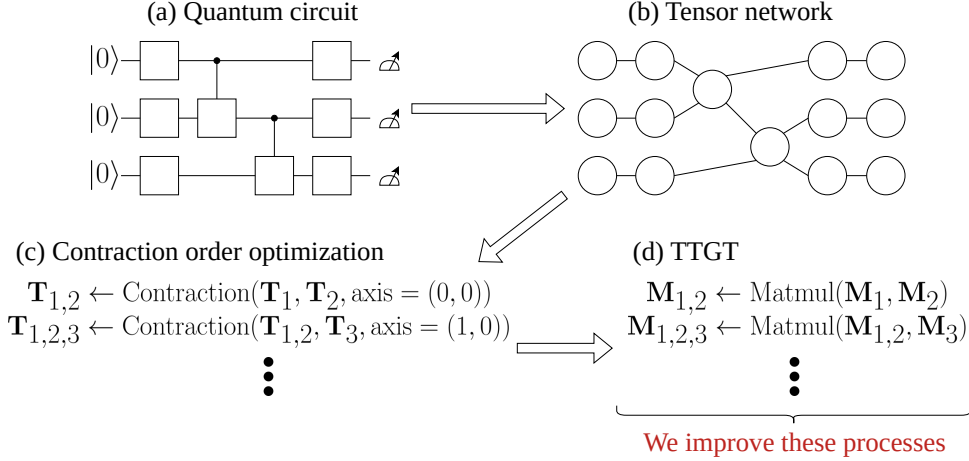 (a) Quantum circuit
(b) Tensor network
|0⟩
|0⟩
|0⟩
(c) Contraction order optimization
(d) TTGT
T₁,₂ ← Contraction(T₁, T₂, axis = (0, 0))
M₁,₂ ← Matmul(M₁, M₂)
T₁,₂,₃ ← Contraction(T₁,₂, T₃, axis = (1, 0))
M₁,₂,₃ ← Matmul(M₁,₂, M₃)
We improve these processes